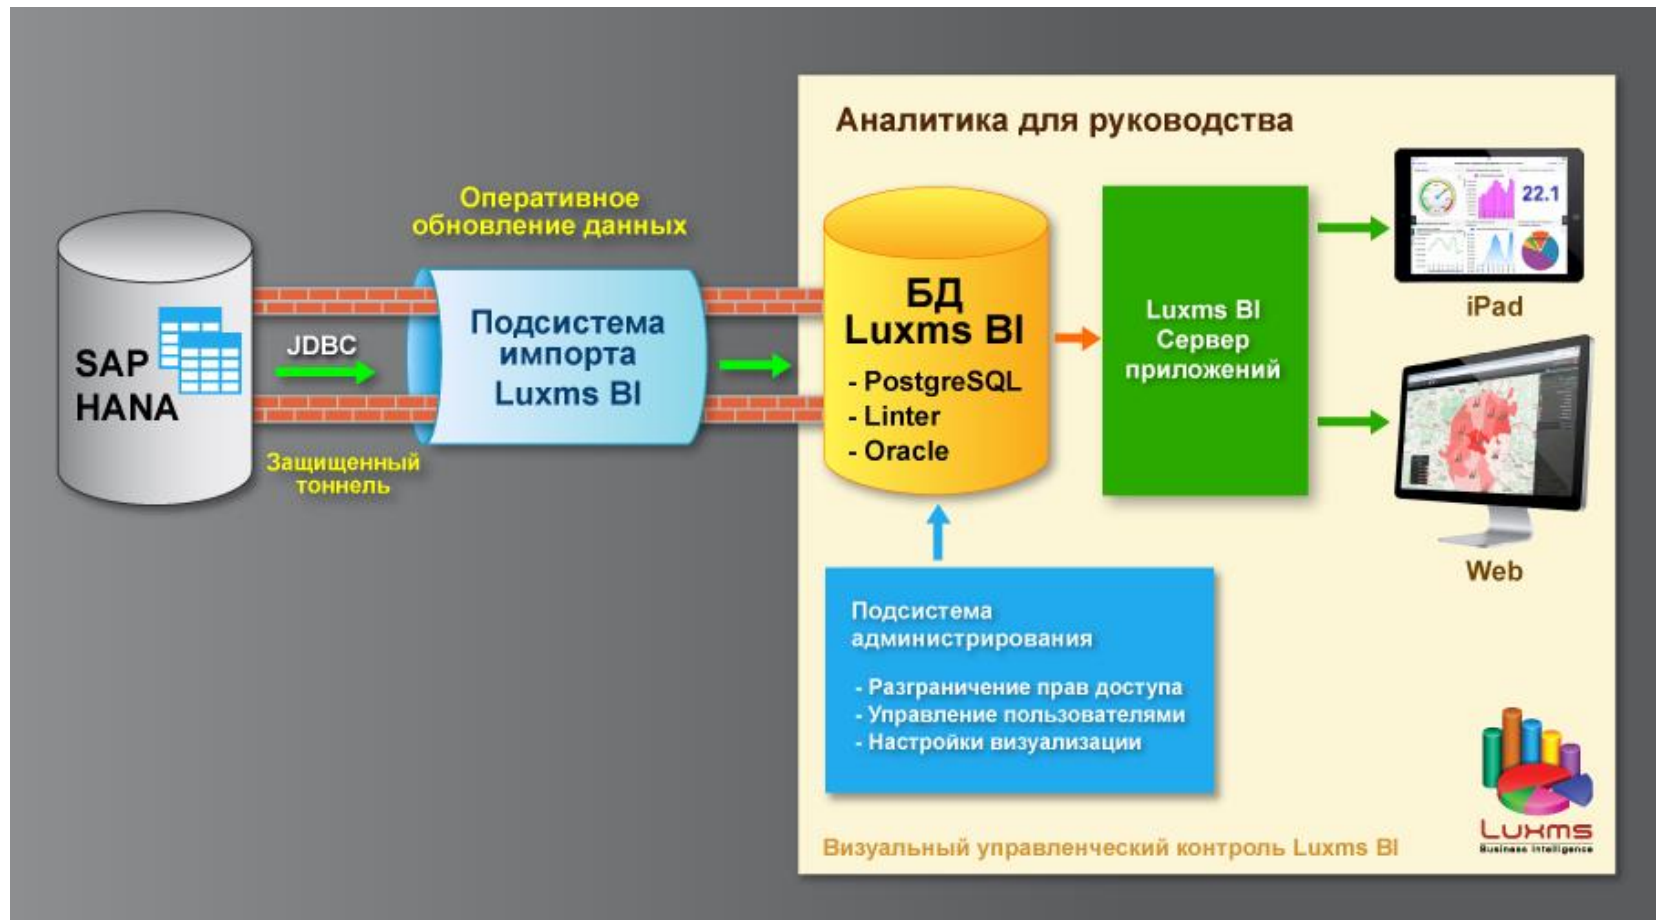 Аналитика для руководства
Оперативное
обновление данных
SAP
HANA
JDBC
Защищенный
тоннель
Подсистема
импорта
Luxms BI
БД
Luxms BI
- PostgreSQL
- Linter
- Oracle
Luxms BI
Сервер
приложений
22.1
iPad
Web
Подсистема
администрирования
- Разграничение прав доступа
- Управление пользователями
- Настройки визуализации
Визуальный управленческий контроль Luxms BI
Luxms
Business Intelligence